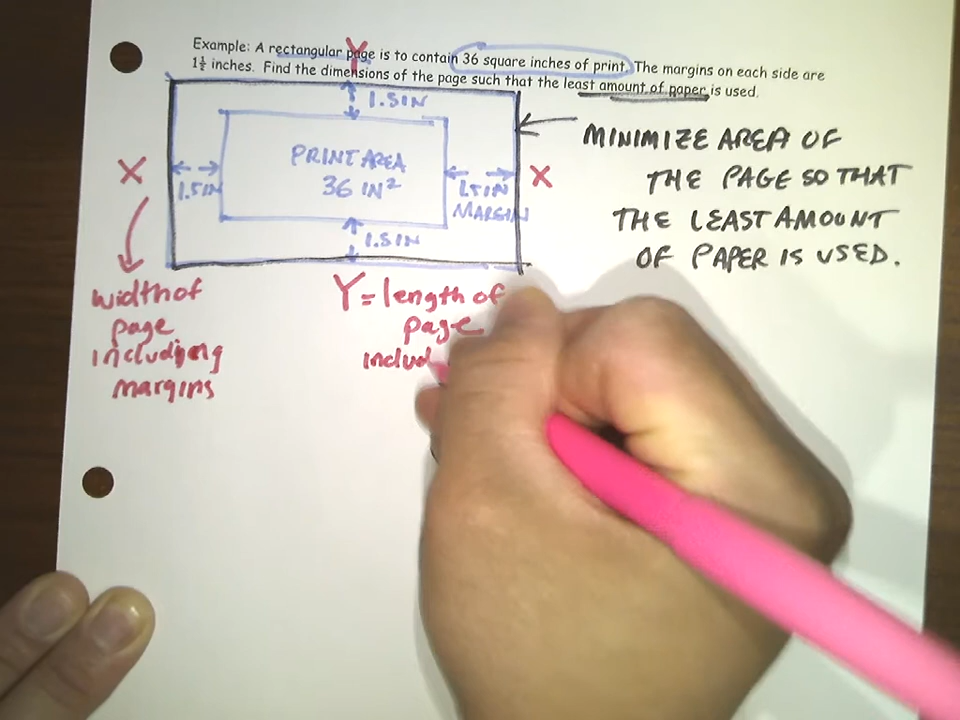 Example: A rectangular page is to contain 36 square inches of print. The margins on each side are
1½ inches. Find the dimensions of the page such that the least amount of paper is used.
Y
1.5IN
MINIMIZE AREA OF
THE PAGE SO THAT
THE LEAST AMOUNT
OF PAPER IS USED.
X
1.5IN
PRINT AREA
36 IN²
1.5IN
MARGIN
X
1.5IN
width of
page
including
margins
Y = length of
page
includ